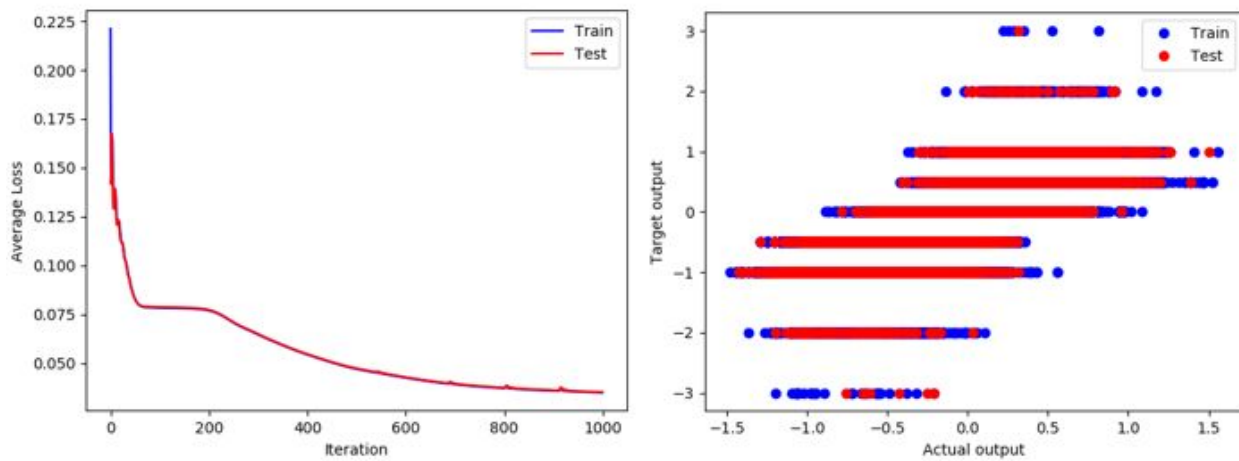 0.225
0.200
0.175
0.150
0.125
0.100
0.075
0.050
Average Loss
0 200 400 600 800 1000
Iteration
Train
Test
3
2
1
0
−1
−2
−3
Target output
−1.5 −1.0 −0.5 0.0 0.5 1.0 1.5
Actual output
Train
Test